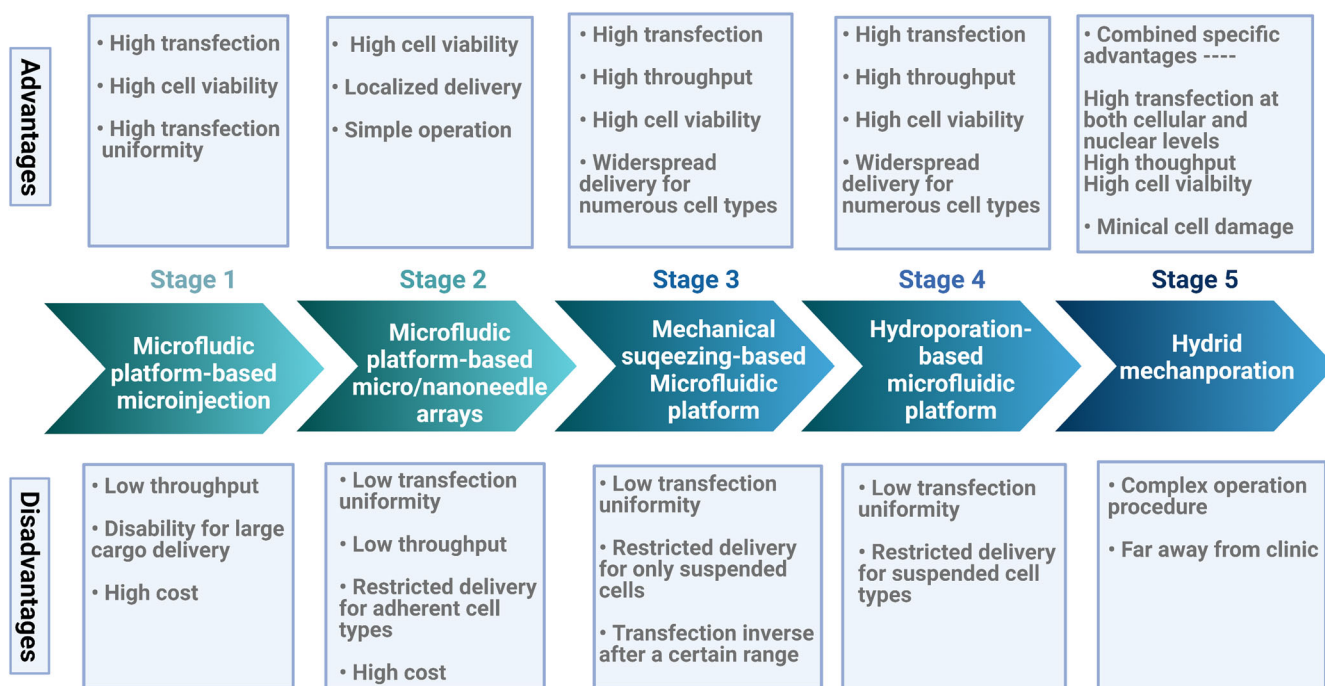 Advantages
• High transfection
• High cell viability
• High transfection
uniformity
• High cell viability
• Localized delivery
• Simple operation
• High transfection
• High throughput
• High cell viability
• Widerspread
delivery for
numerous cell types
• High transfection
• High throughput
• High cell viability
• Widerspread
delivery for
numerous cell types
• Combined specific
advantages ----
High transfection at
both cellular and
nuclear levels
High thoughput
High cell vialbilty
• Minical cell damage
Stage 1
Stage 2
Stage 3
Stage 4
Stage 5
Microfludic
platform-based
microinjection
Microfludic
platform-based
micro/nanoneedle
arrays
Mechanical
suqeezing-based
Microfluidic
platform
Hydroporation-
based
microfluidic
platform
Hydrid
mechanporation
Disadvantages
• Low throughput
• Disability for large
cargo delivery
• High cost
• Low transfection
uniformity
• Low throughput
• Restricted delivery
for adherent cell
types
• High cost
• Low transfection
uniformity
• Restricted delivery
for only suspended
cells
• Transfection inverse
after a certain range
• Low transfection
uniformity
• Restricted delivery
for suspended cell
types
• Complex operation
procedure
• Far away from clinic